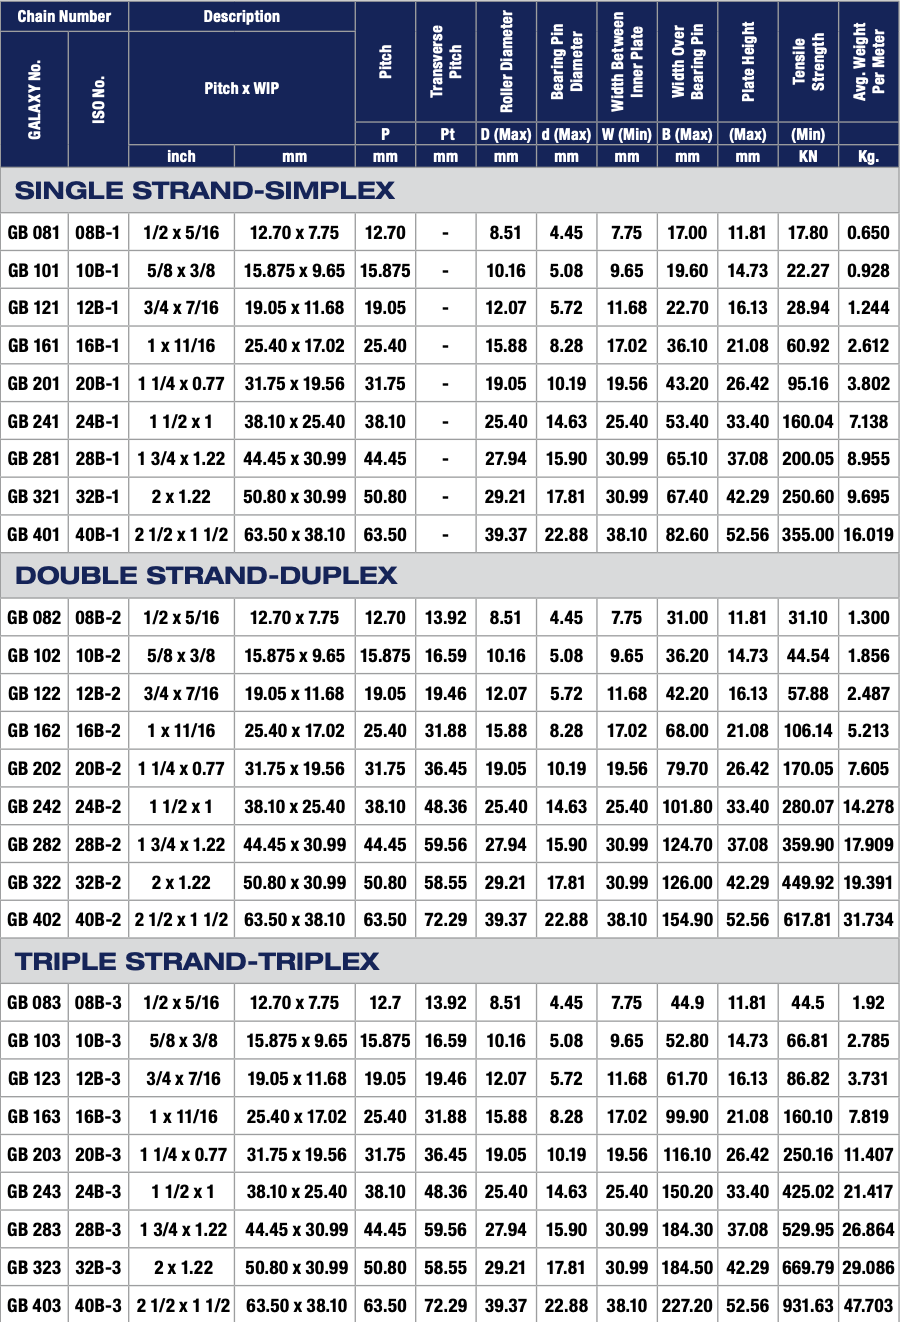 Chain Number Description
GALAXY No. ISO No. Pitch x WIP Pitch Transverse Pitch Roller Diameter Bearing Pin Diameter Width Between Inner Plate Width Over Bearing Pin Plate Height Tensile Strength Avg. Weight Per Meter
P Pt D (Max) d (Max) W (Min) B (Max) (Max) (Min)
inch mm mm mm mm mm mm mm mm KN Kg.
SINGLE STRAND-SIMPLEX
GB 081 08B-1 1/2 x 5/16 12.70 x 7.75 12.70 - 8.51 4.45 7.75 17.00 11.81 17.80 0.650
GB 101 10B-1 5/8 x 3/8 15.875 x 9.65 15.875 - 10.16 5.08 9.65 19.60 14.73 22.27 0.928
GB 121 12B-1 3/4 x 7/16 19.05 x 11.68 19.05 - 12.07 5.72 11.68 22.70 16.13 28.94 1.244
GB 161 16B-1 1 x 11/16 25.40 x 17.02 25.40 - 15.88 8.28 17.02 36.10 21.08 60.92 2.612
GB 201 20B-1 1 1/4 x 0.77 31.75 x 19.56 31.75 - 19.05 10.19 19.56 43.20 26.42 95.16 3.802
GB 241 24B-1 1 1/2 x 1 38.10 x 25.40 38.10 - 25.40 14.63 25.40 53.40 33.40 160.04 7.138
GB 281 28B-1 1 3/4 x 1.22 44.45 x 30.99 44.45 - 27.94 15.90 30.99 65.10 37.08 200.05 8.955
GB 321 32B-1 2 x 1.22 50.80 x 30.99 50.80 - 29.21 17.81 30.99 67.40 42.29 250.60 9.695
GB 401 40B-1 2 1/2 x 1 1/2 63.50 x 38.10 63.50 - 39.37 22.88 38.10 82.60 52.56 355.00 16.019
DOUBLE STRAND-DUPLEX
GB 082 08B-2 1/2 x 5/16 12.70 x 7.75 12.70 13.92 8.51 4.45 7.75 31.00 11.81 31.10 1.300
GB 102 10B-2 5/8 x 3/8 15.875 x 9.65 15.875 16.59 10.16 5.08 9.65 36.20 14.73 44.54 1.856
GB 122 12B-2 3/4 x 7/16 19.05 x 11.68 19.05 19.46 12.07 5.72 11.68 42.20 16.13 57.88 2.487
GB 162 16B-2 1 x 11/16 25.40 x 17.02 25.40 31.88 15.88 8.28 17.02 68.00 21.08 106.14 5.213
GB 202 20B-2 1 1/4 x 0.77 31.75 x 19.56 31.75 36.45 19.05 10.19 19.56 79.70 26.42 170.05 7.605
GB 242 24B-2 1 1/2 x 1 38.10 x 25.40 38.10 48.36 25.40 14.63 25.40 101.80 33.40 280.07 14.278
GB 282 28B-2 1 3/4 x 1.22 44.45 x 30.99 44.45 59.56 27.94 15.90 30.99 124.70 37.08 359.90 17.909
GB 322 32B-2 2 x 1.22 50.80 x 30.99 50.80 58.55 29.21 17.81 30.99 126.00 42.29 449.92 19.391
GB 402 40B-2 2 1/2 x 1 1/2 63.50 x 38.10 63.50 72.29 39.37 22.88 38.10 154.90 52.56 617.81 31.734
TRIPLE STRAND-TRIPLEX
GB 083 08B-3 1/2 x 5/16 12.70 x 7.75 12.7 13.92 8.51 4.45 7.75 44.9 11.81 44.5 1.92
GB 103 10B-3 5/8 x 3/8 15.875 x 9.65 15.875 16.59 10.16 5.08 9.65 52.80 14.73 66.81 2.785
GB 123 12B-3 3/4 x 7/16 19.05 x 11.68 19.05 19.46 12.07 5.72 11.68 61.70 16.13 86.82 3.731
GB 163 16B-3 1 x 11/16 25.40 x 17.02 25.40 31.88 15.88 8.28 17.02 99.90 21.08 160.10 7.819
GB 203 20B-3 1 1/4 x 0.77 31.75 x 19.56 31.75 36.45 19.05 10.19 19.56 116.10 26.42 250.16 11.407
GB 243 24B-3 1 1/2 x 1 38.10 x 25.40 38.10 48.36 25.40 14.63 25.40 150.20 33.40 425.02 21.417
GB 283 28B-3 1 3/4 x 1.22 44.45 x 30.99 44.45 59.56 27.94 15.90 30.99 184.30 37.08 529.95 26.864
GB 323 32B-3 2 x 1.22 50.80 x 30.99 50.80 58.55 29.21 17.81 30.99 184.50 42.29 669.79 29.086
GB 403 40B-3 2 1/2 x 1 1/2 63.50 x 38.10 63.50 72.29 39.37 22.88 38.10 227.20 52.56 931.63 47.703